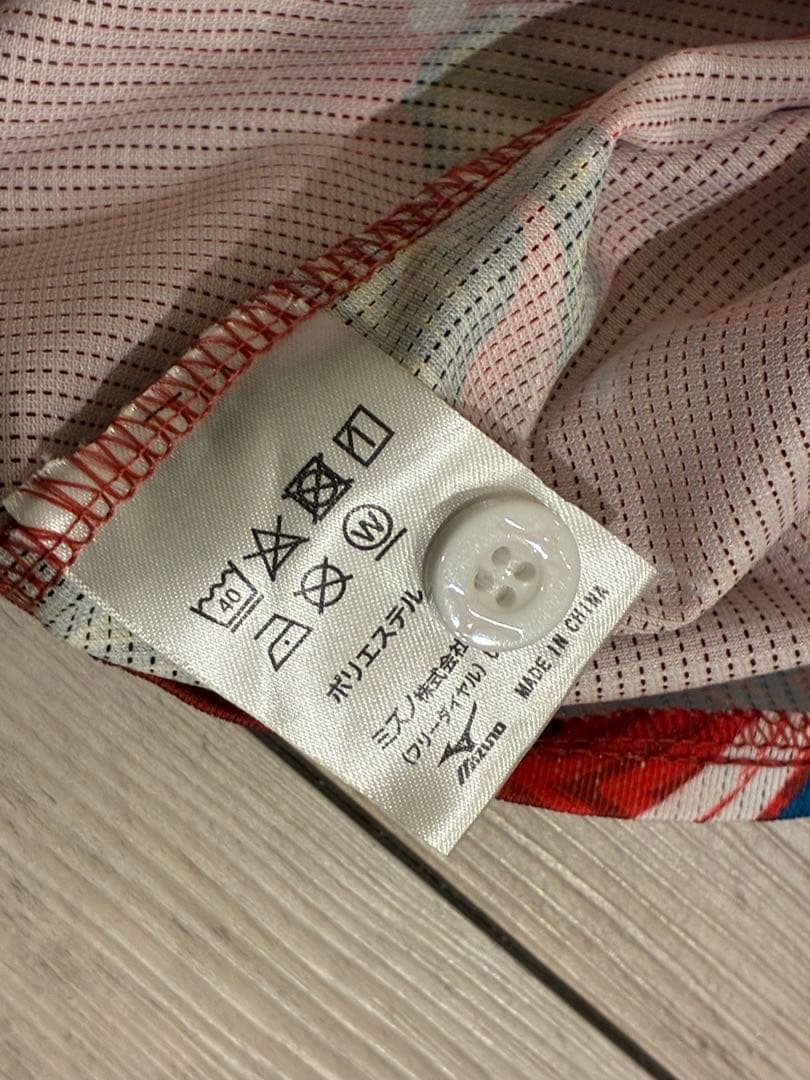 40
W
ポリエステル
ミズノ株式会社
(フリーダイヤル)
Mizuno
MADE IN CHINA